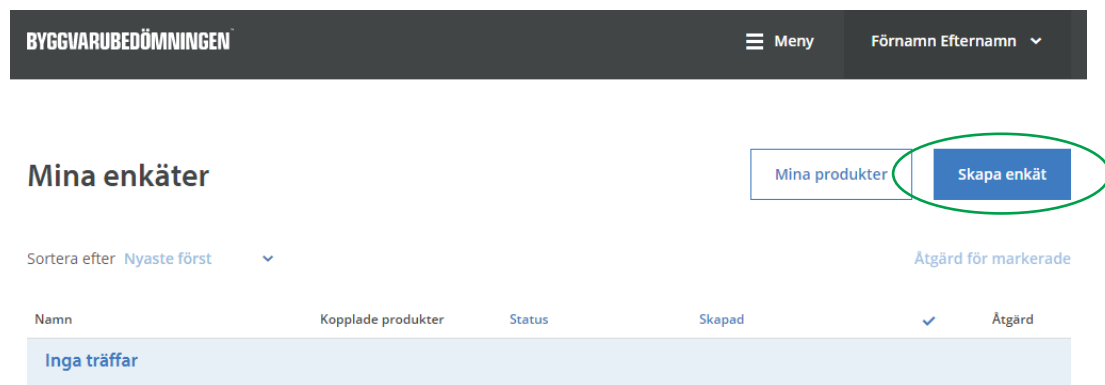 BYGGVARUBEDÖMNINGEN™
Meny
Förnamn Efternamn
Mina enkäter
Mina produkter
Skapa enkät
Sortera efter Nyaste först
Åtgärd för markerade
Namn Kopplade produkter Status Skapad Åtgärd
Inga träffar